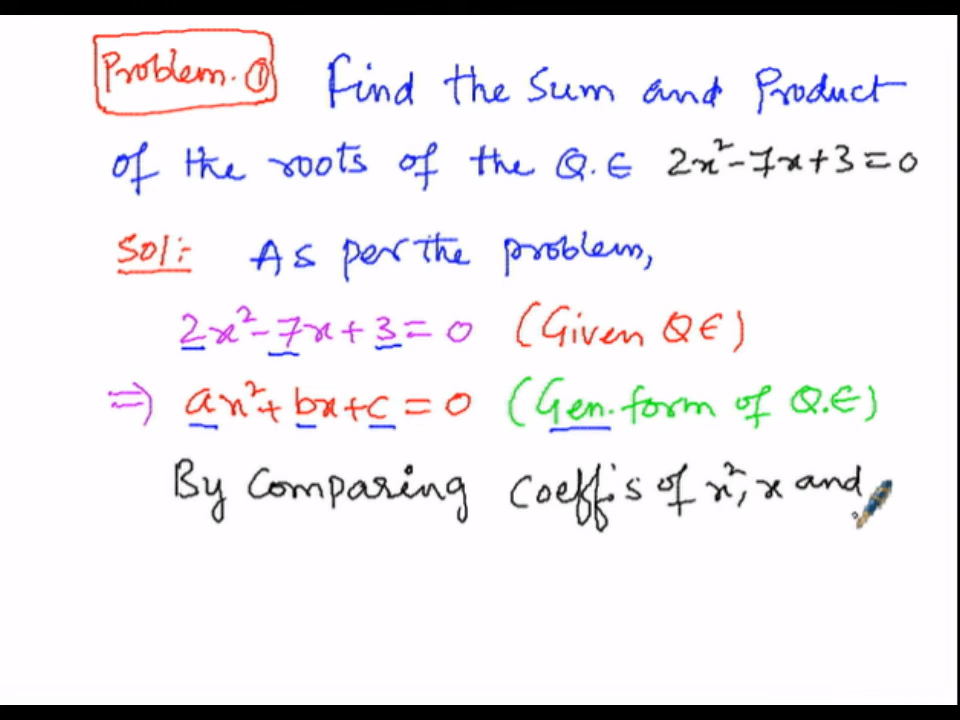 Problem. ① Find the Sum and Product
of the roots of the Q.E 2x²-7x+3=0
Sol:- As per the problem,
2x²-7x+3=0 (Given QE)
⇒ ax²+bx+c=0 (Gen. form of Q.E)
By Comparing Coeff's of x², x and